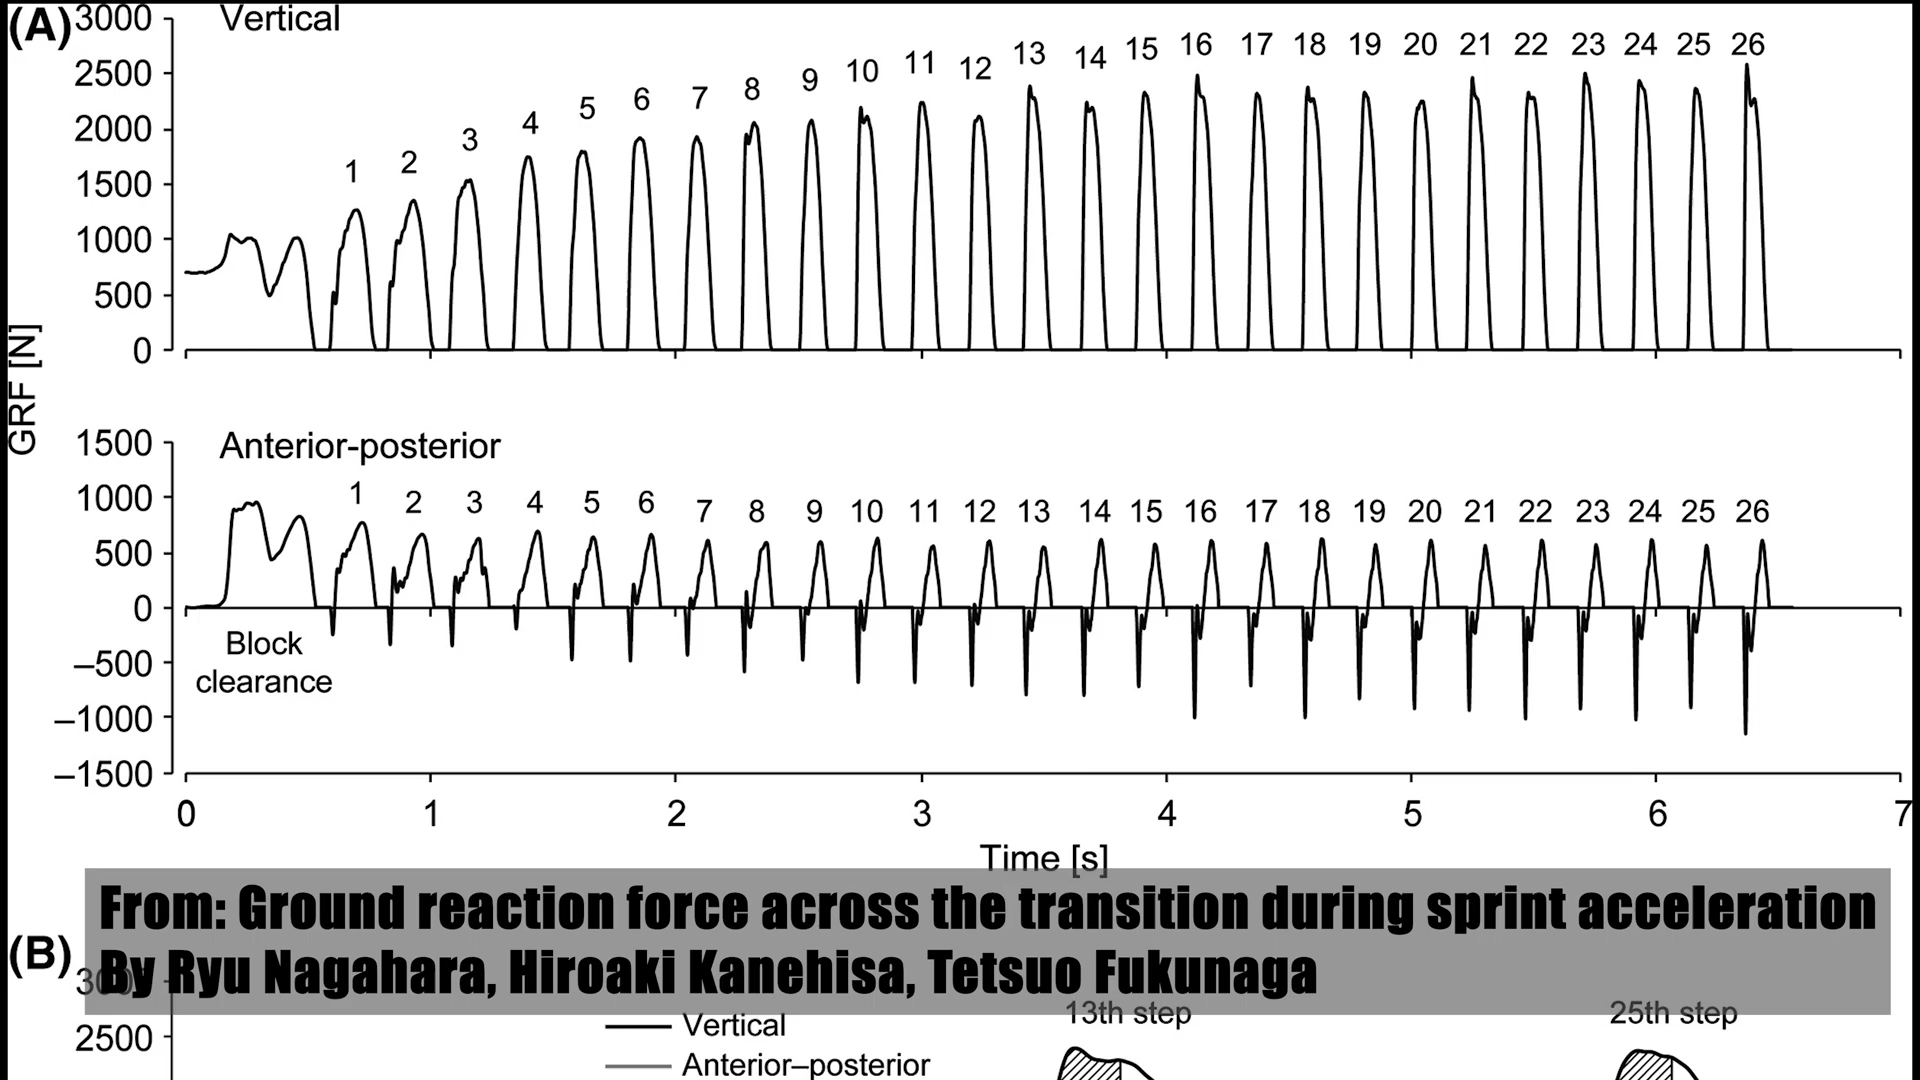 (A)
3000
Vertical
2500
2000
1500
1000
500
0
1 2 3 4 5 6 7 8 9 10 11 12 13 14 15 16 17 18 19 20 21 22 23 24 25 26
GRF [N]
1500
Anterior-posterior
1000
500
0
–500
–1000
–1500
1 2 3 4 5 6 7 8 9 10 11 12 13 14 15 16 17 18 19 20 21 22 23 24 25 26
Block
clearance
0 1 2 3 4 5 6 7
Time [s]
From: Ground reaction force across the transition during sprint acceleration
By Ryu Nagahara, Hiroaki Kanehisa, Tetsuo Fukunaga
(B)
13th step 25th step
2500
Vertical
Anterior–posterior